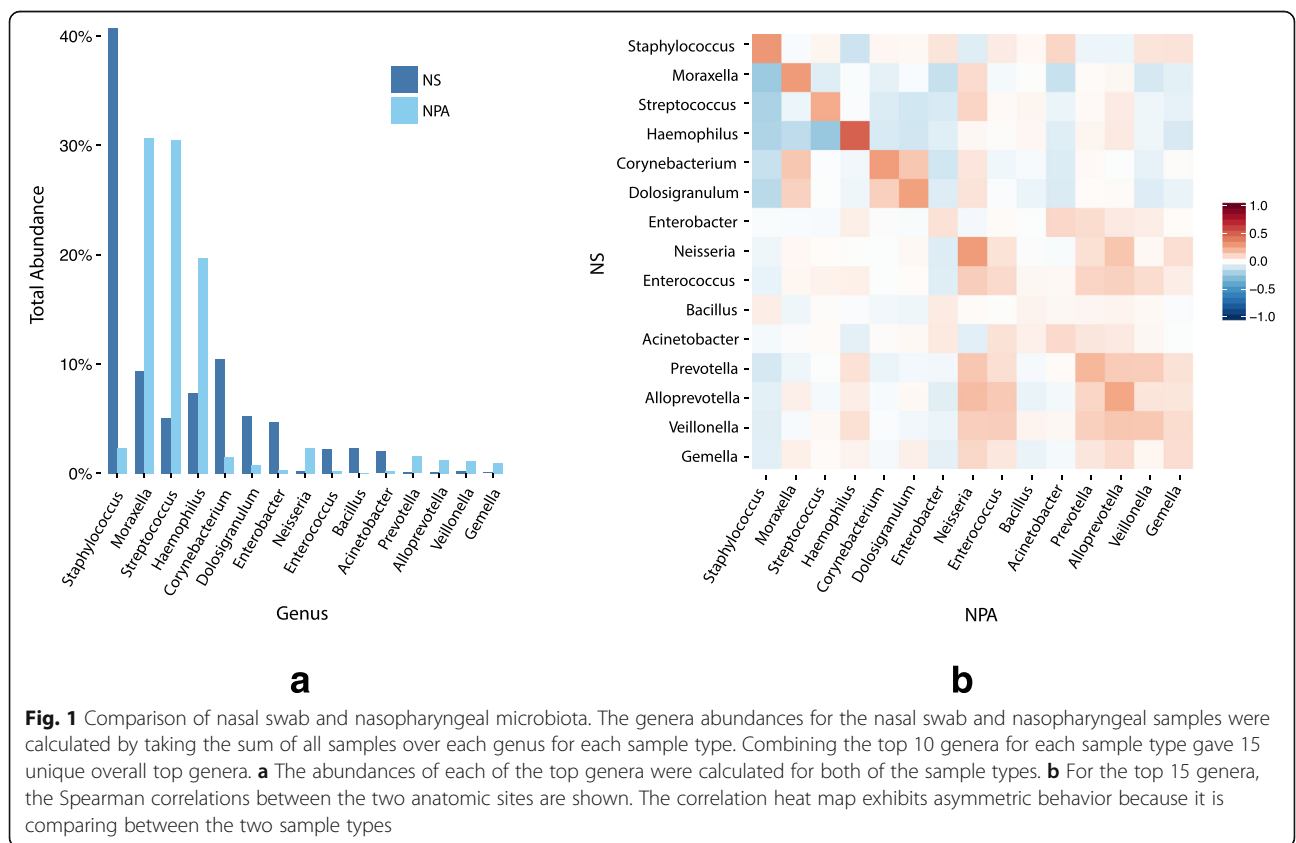 40%
30%
20%
10%
0%
Total Abundance
NS
NPA
Staphylococcus
Moraxella
Streptococcus
Haemophilus
Corynebacterium
Dolosigranulum
Enterobacter
Neisseria
Enterococcus
Bacillus
Acinetobacter
Prevotella
Alloprevotella
Veillonella
Gemella
Genus
a
Staphylococcus
Moraxella
Streptococcus
Haemophilus
Corynebacterium
Dolosigranulum
Enterobacter
Neisseria
Enterococcus
Bacillus
Acinetobacter
Prevotella
Alloprevotella
Veillonella
Gemella
NS
Staphylococcus
Moraxella
Streptococcus
Haemophilus
Corynebacterium
Dolosigranulum
Enterobacter
Neisseria
Enterococcus
Bacillus
Acinetobacter
Prevotella
Alloprevotella
Veillonella
Gemella
NPA
1.0
0.5
0.0
−0.5
−1.0
b
Fig. 1 Comparison of nasal swab and nasopharyngeal microbiota. The genera abundances for the nasal swab and nasopharyngeal samples were
calculated by taking the sum of all samples over each genus for each sample type. Combining the top 10 genera for each sample type gave 15
unique overall top genera. a The abundances of each of the top genera were calculated for both of the sample types. b For the top 15 genera,
the Spearman correlations between the two anatomic sites are shown. The correlation heat map exhibits asymmetric behavior because it is
comparing between the two sample types